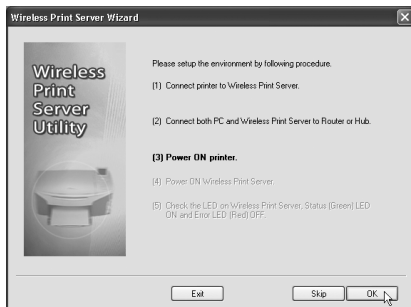 Wireless Print Server Wizard
Wireless
Print
Server
Utility
Please setup the environment by following procedure.
(1) Connect printer to Wireless Print Server.
(2) Connect both PC and Wireless Print Server to Router or Hub.
(3) Power ON printer.
(4) Power ON Wireless Print Server.
(5) Check the LED on Wireless Print Server, Status (Green) LED
ON and Error LED (Red) OFF.
Exit
Skip
OK